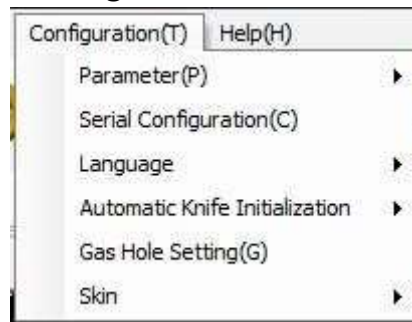 Configuration(T) Help(H)
Parameter(P)
Serial Configuration(C)
Language
Automatic Knife Initialization
Gas Hole Setting(G)
Skin